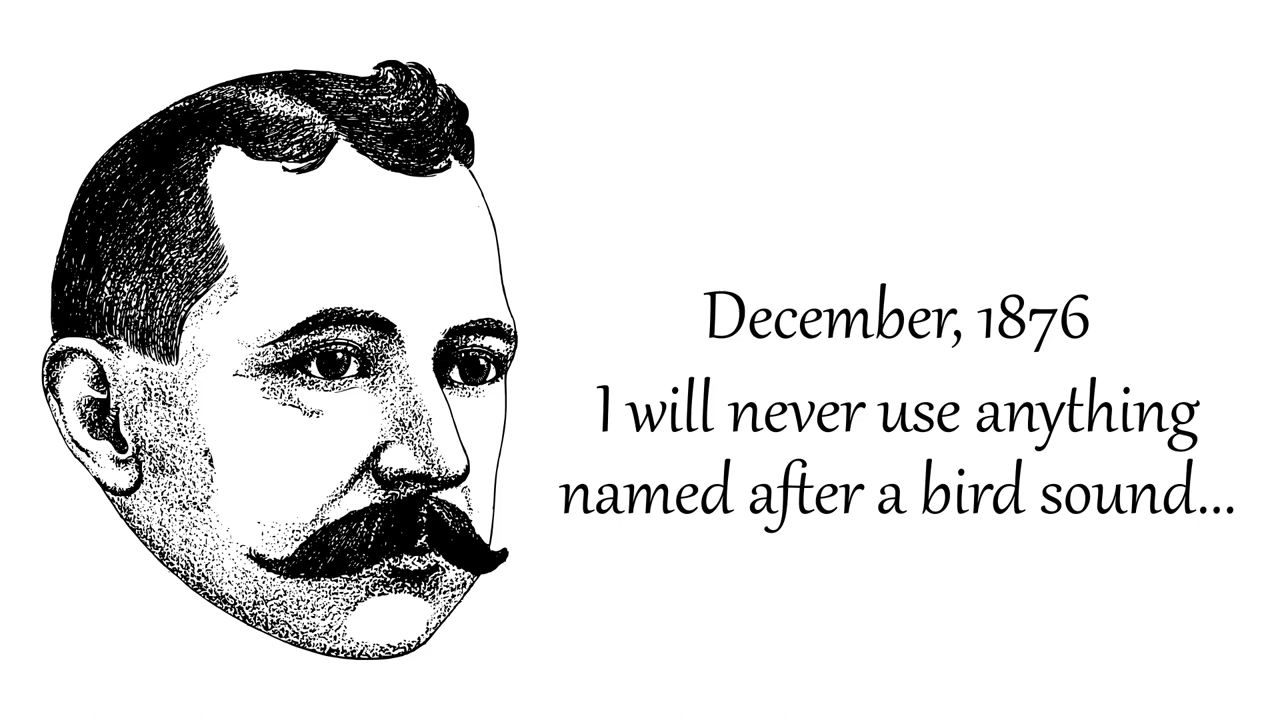 December, 1876
I will never use anything
named after a bird sound...